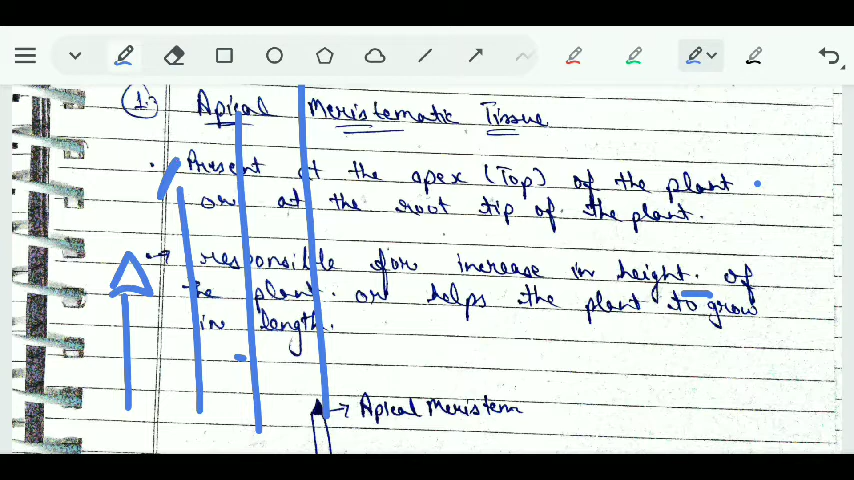 (1.) Apical Meristematic Tissue
Present at the apex (Top) of the plant
or at the root tip of the plant.
→ responsible for increase in height. of
the plant. or helps the plant to grow
in length.
→ Apical Meristem